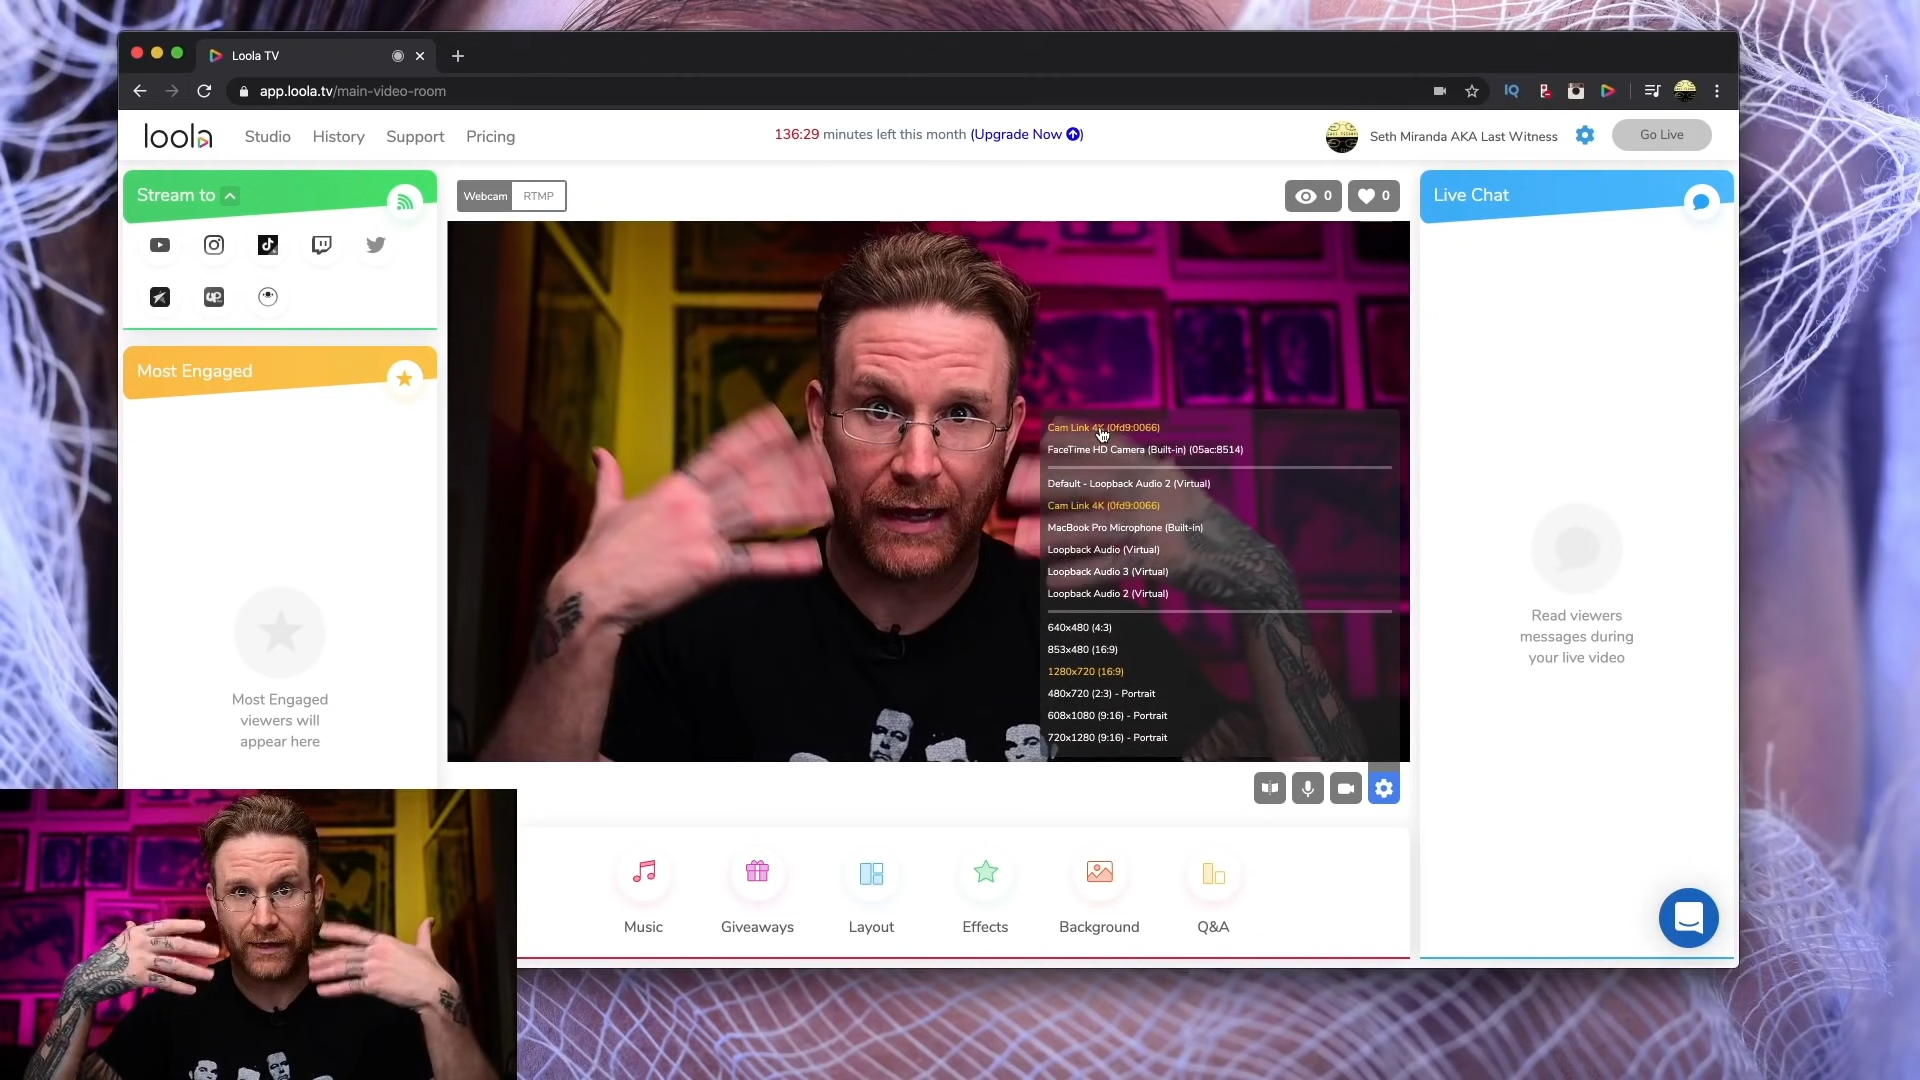 Loola TV
app.loola.tv/main-video-room
IQ
loola
Studio
History
Support
Pricing
136:29 minutes left this month (Upgrade Now)
Seth Miranda AKA Last Witness
Go Live
Stream to
Webcam
RTMP
0
0
Live Chat
UP
Most Engaged
Cam Link 4K (0fd9:0066)
FaceTime HD Camera (Built-in) (05ac:8514)
Default - Loopback Audio 2 (Virtual)
Cam Link 4K (0fd9:0066)
MacBook Pro Microphone (Built-in)
Loopback Audio (Virtual)
Loopback Audio 3 (Virtual)
Loopback Audio 2 (Virtual)
640x480 (4:3)
853x480 (16:9)
1280x720 (16:9)
480x720 (2:3) - Portrait
608x1080 (9:16) - Portrait
720x1280 (9:16) - Portrait
Most Engaged
viewers will
appear here
Read viewers
messages during
your live video
Music
Giveaways
Layout
Effects
Background
Q&A